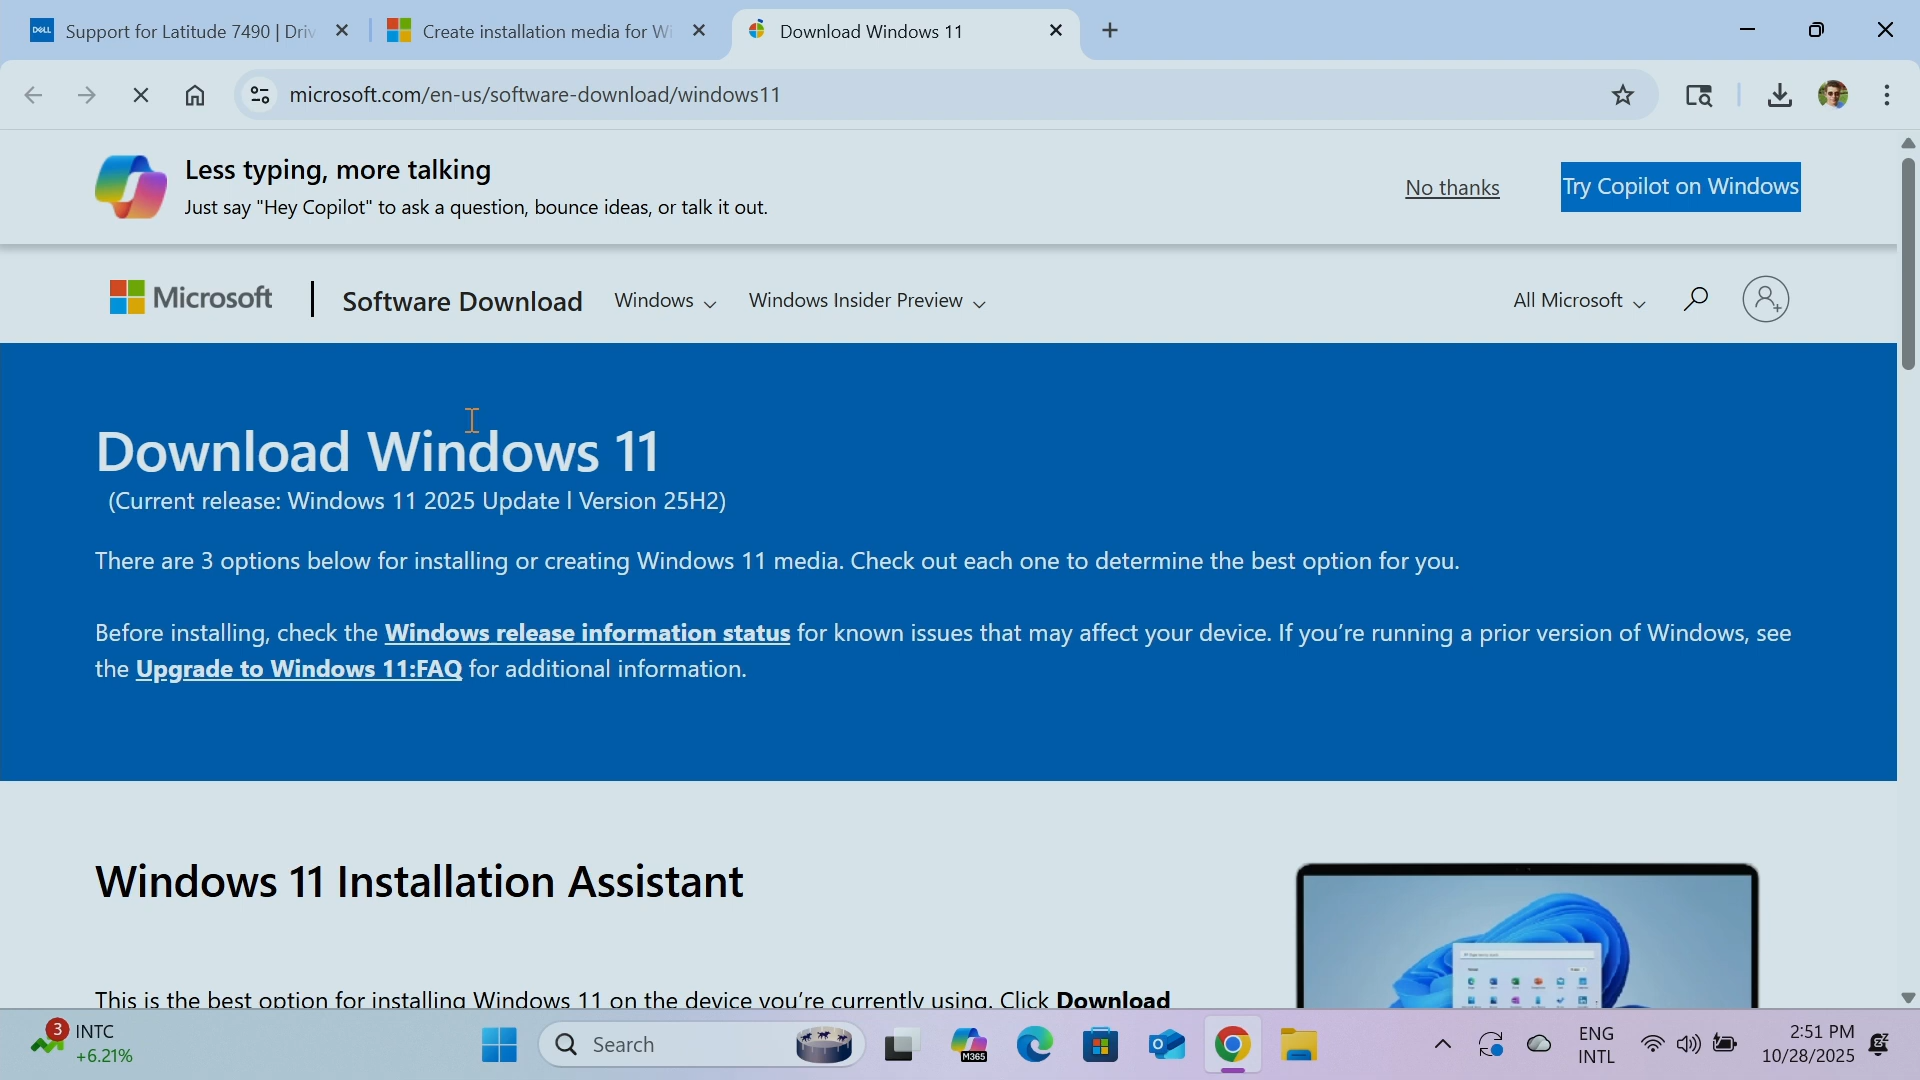 DELL
Support for Latitude 7490 | Driv
Create installation media for Wi
Download Windows 11
microsoft.com/en-us/software-download/windows11
Less typing, more talking
Just say "Hey Copilot" to ask a question, bounce ideas, or talk it out.
No thanks
Try Copilot on Windows
Microsoft
Software Download
Windows
Windows Insider Preview
All Microsoft
Download Windows 11
(Current release: Windows 11 2025 Update l Version 25H2)
There are 3 options below for installing or creating Windows 11 media. Check out each one to determine the best option for you.
Before installing, check the Windows release information status for known issues that may affect your device. If you’re running a prior version of Windows, see
the Upgrade to Windows 11:FAQ for additional information.
Windows 11 Installation Assistant
This is the best option for installing Windows 11 on the device you’re currently using. Click Download
3
INTC
+6.21%
Search
M365
ENG
INTL
2:51 PM
10/28/2025